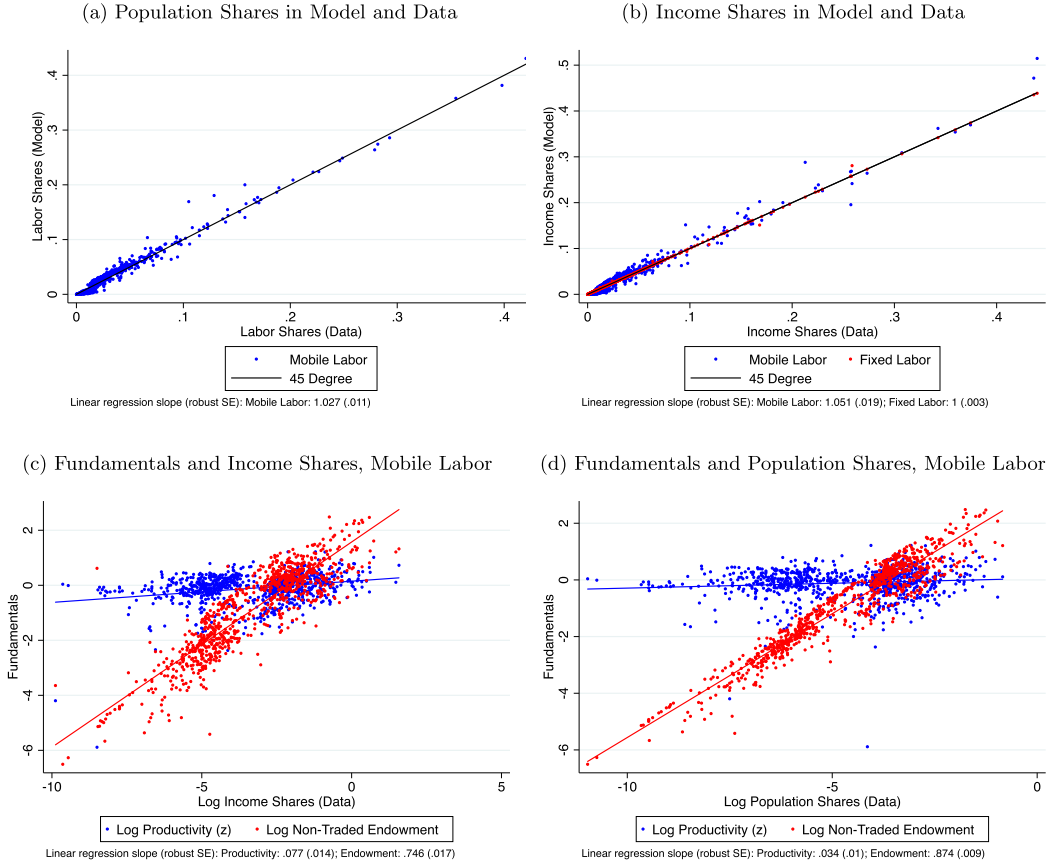 (a) Population Shares in Model and Data
Labor Shares (Model)
.4
.3
.2
.1
0
0
.1
.2
.3
.4
Labor Shares (Data)
Mobile Labor
45 Degree
Linear regression slope (robust SE): Mobile Labor: 1.027 (.011)
(b) Income Shares in Model and Data
Income Shares (Model)
.5
.4
.3
.2
.1
0
0
.1
.2
.3
.4
Income Shares (Data)
Mobile Labor
Fixed Labor
45 Degree
Linear regression slope (robust SE): Mobile Labor: 1.051 (.019); Fixed Labor: 1 (.003)
(c) Fundamentals and Income Shares, Mobile Labor
Fundamentals
2
0
-2
-4
-6
-10
-5
0
5
Log Income Shares (Data)
Log Productivity (z)
Log Non-Traded Endowment
Linear regression slope (robust SE): Productivity: .077 (.014); Endowment: .746 (.017)
(d) Fundamentals and Population Shares, Mobile Labor
Fundamentals
2
0
-2
-4
-6
-10
-5
0
Log Population Shares (Data)
Log Productivity (z)
Log Non-Traded Endowment
Linear regression slope (robust SE): Productivity: .034 (.01); Endowment: .874 (.009)